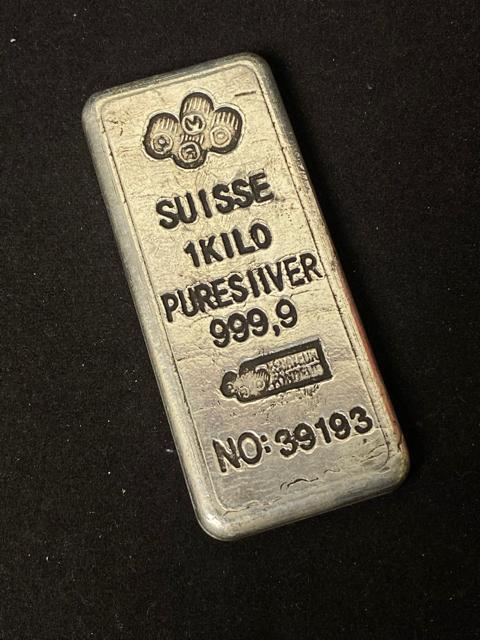 SUISSE
1KILO
PURESIIVER
999,9
NO: 39193